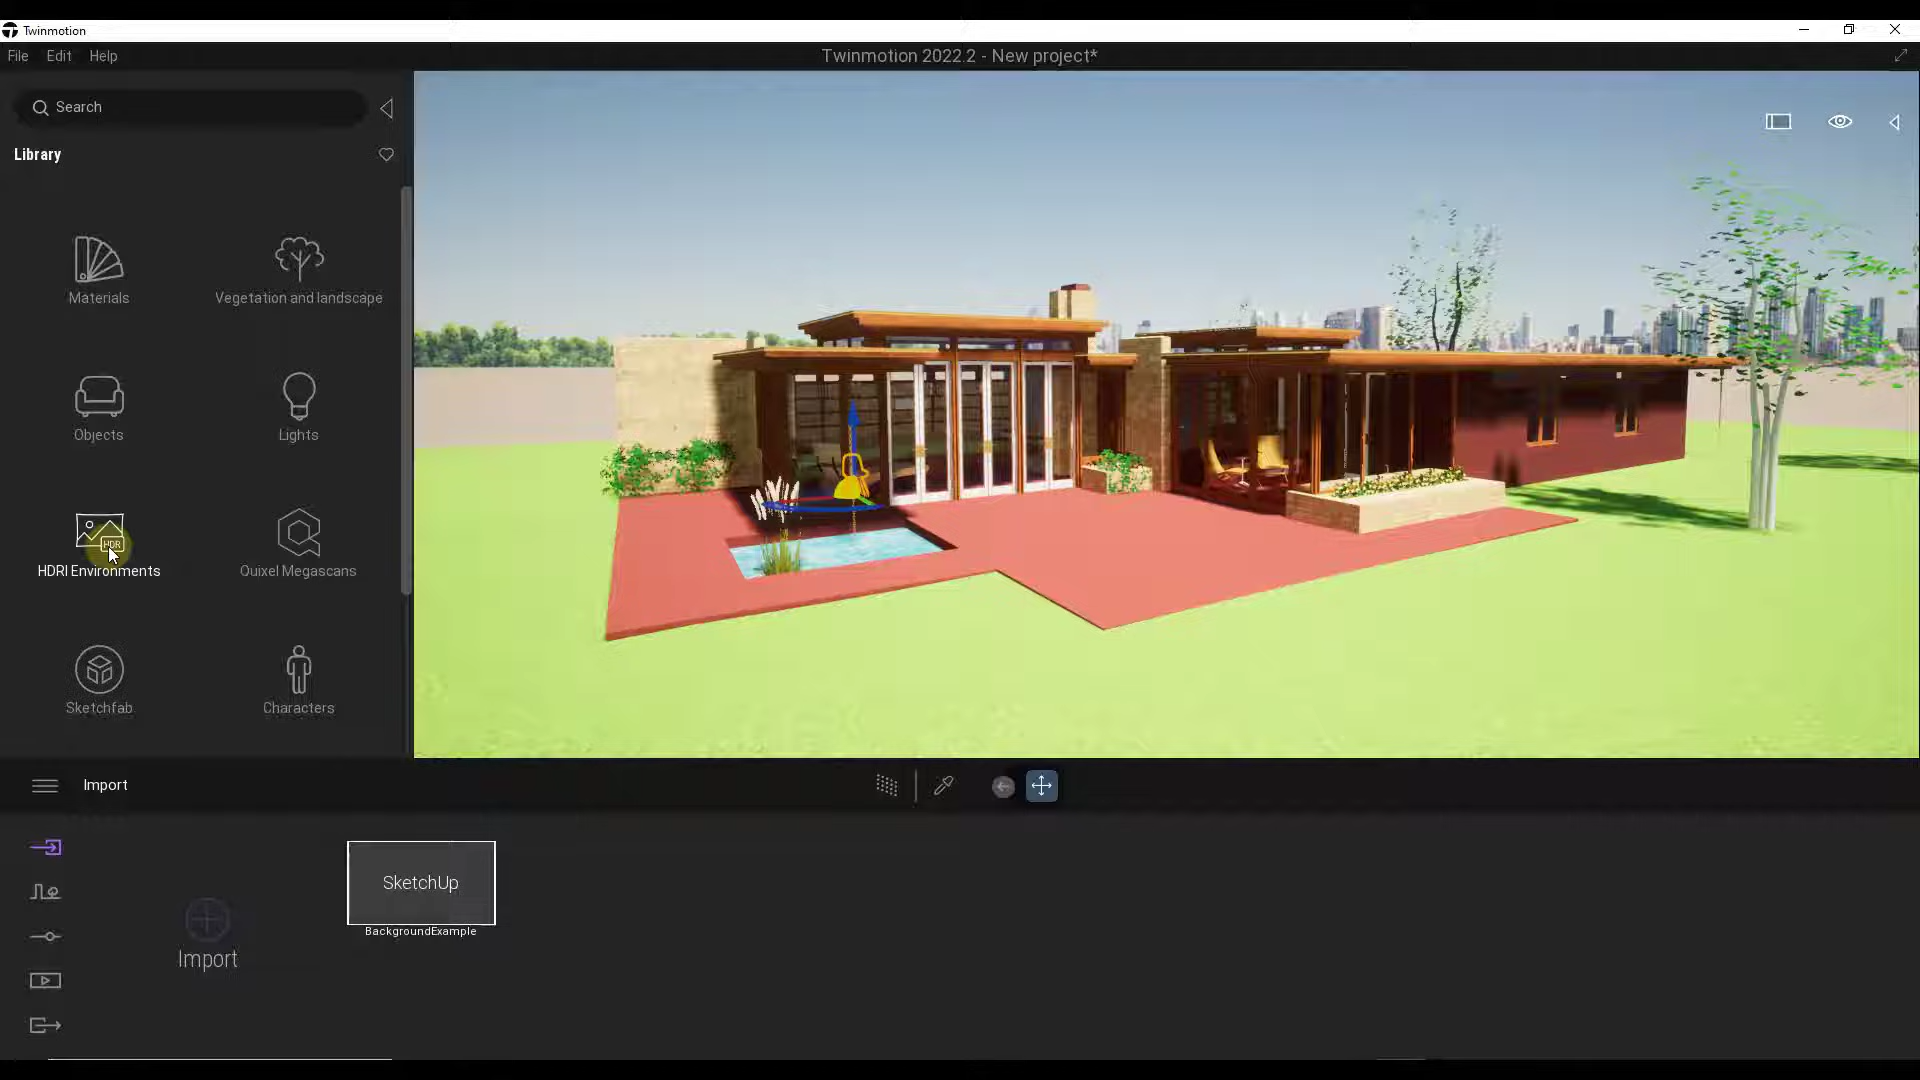 Twinmotion
File Edit Help
Twinmotion 2022.2 - New project*
Search
Library
Materials
Vegetation and landscape
Objects
Lights
HDR
HDRI Environments
Quixel Megascans
Sketchfab
Characters
Import
SketchUp
BackgroundExample
Import